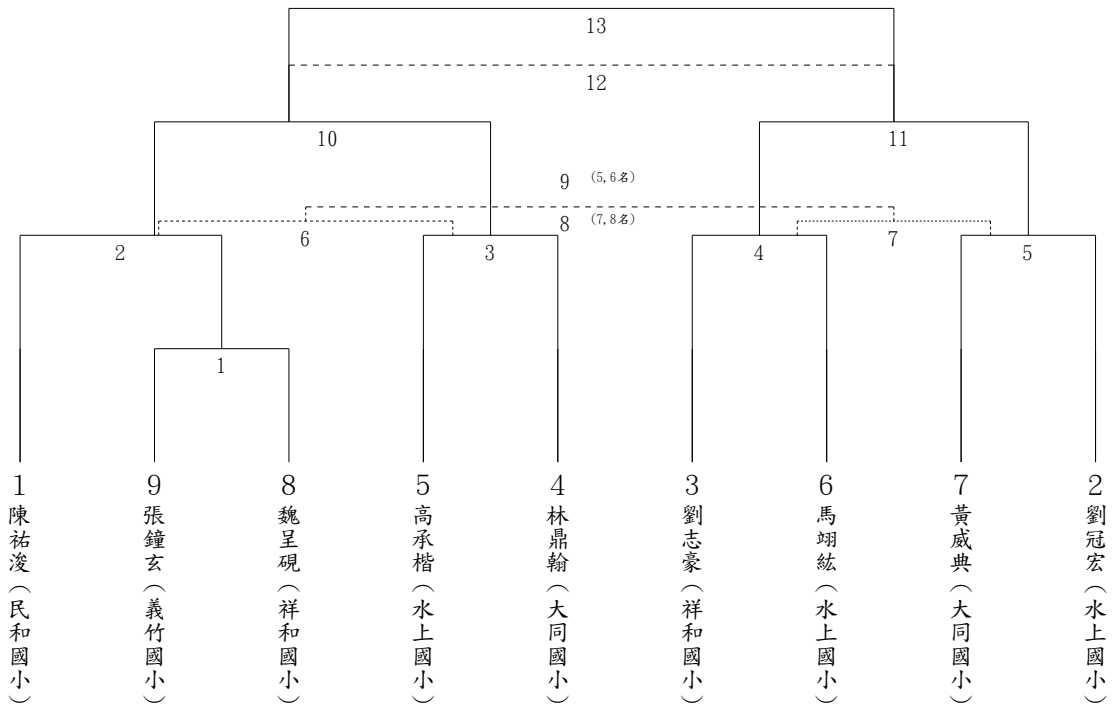 13
12
10
11
9 (5,6名)
8 (7,8名)
2
6
3
4
7
5
1
1 陳祐浚（民和國小）
9 張鐘玄（義竹國小）
8 魏呈硯（祥和國小）
5 高承楷（水上國小）
4 林鼎翰（大同國小）
3 劉志豪（祥和國小）
6 馬翊紘（水上國小）
7 黃威典（大同國小）
2 劉冠宏（水上國小）